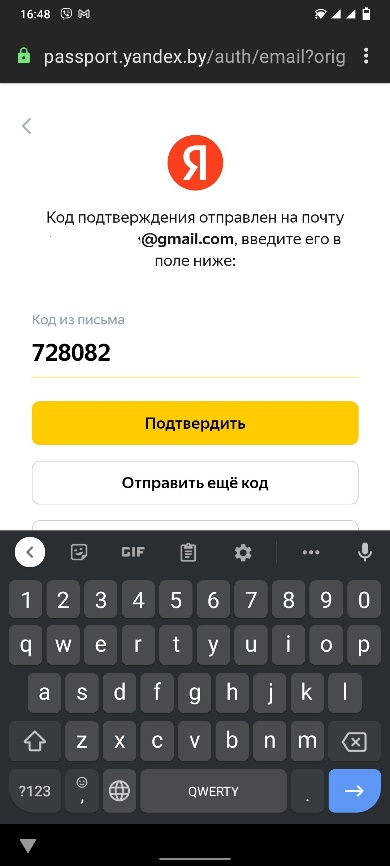 16:48
passport.yandex.by/auth/email?orig
Я
Код подтверждения отправлен на почту
@gmail.com, введите его в
поле ниже:
Код из письма
728082
Подтвердить
Отправить ещё код
GIF
1 2 3 4 5 6 7 8 9 0
q w e r t y u i o p
a s d f g h j k l
z x c v b n m
?123 , QWERTY .